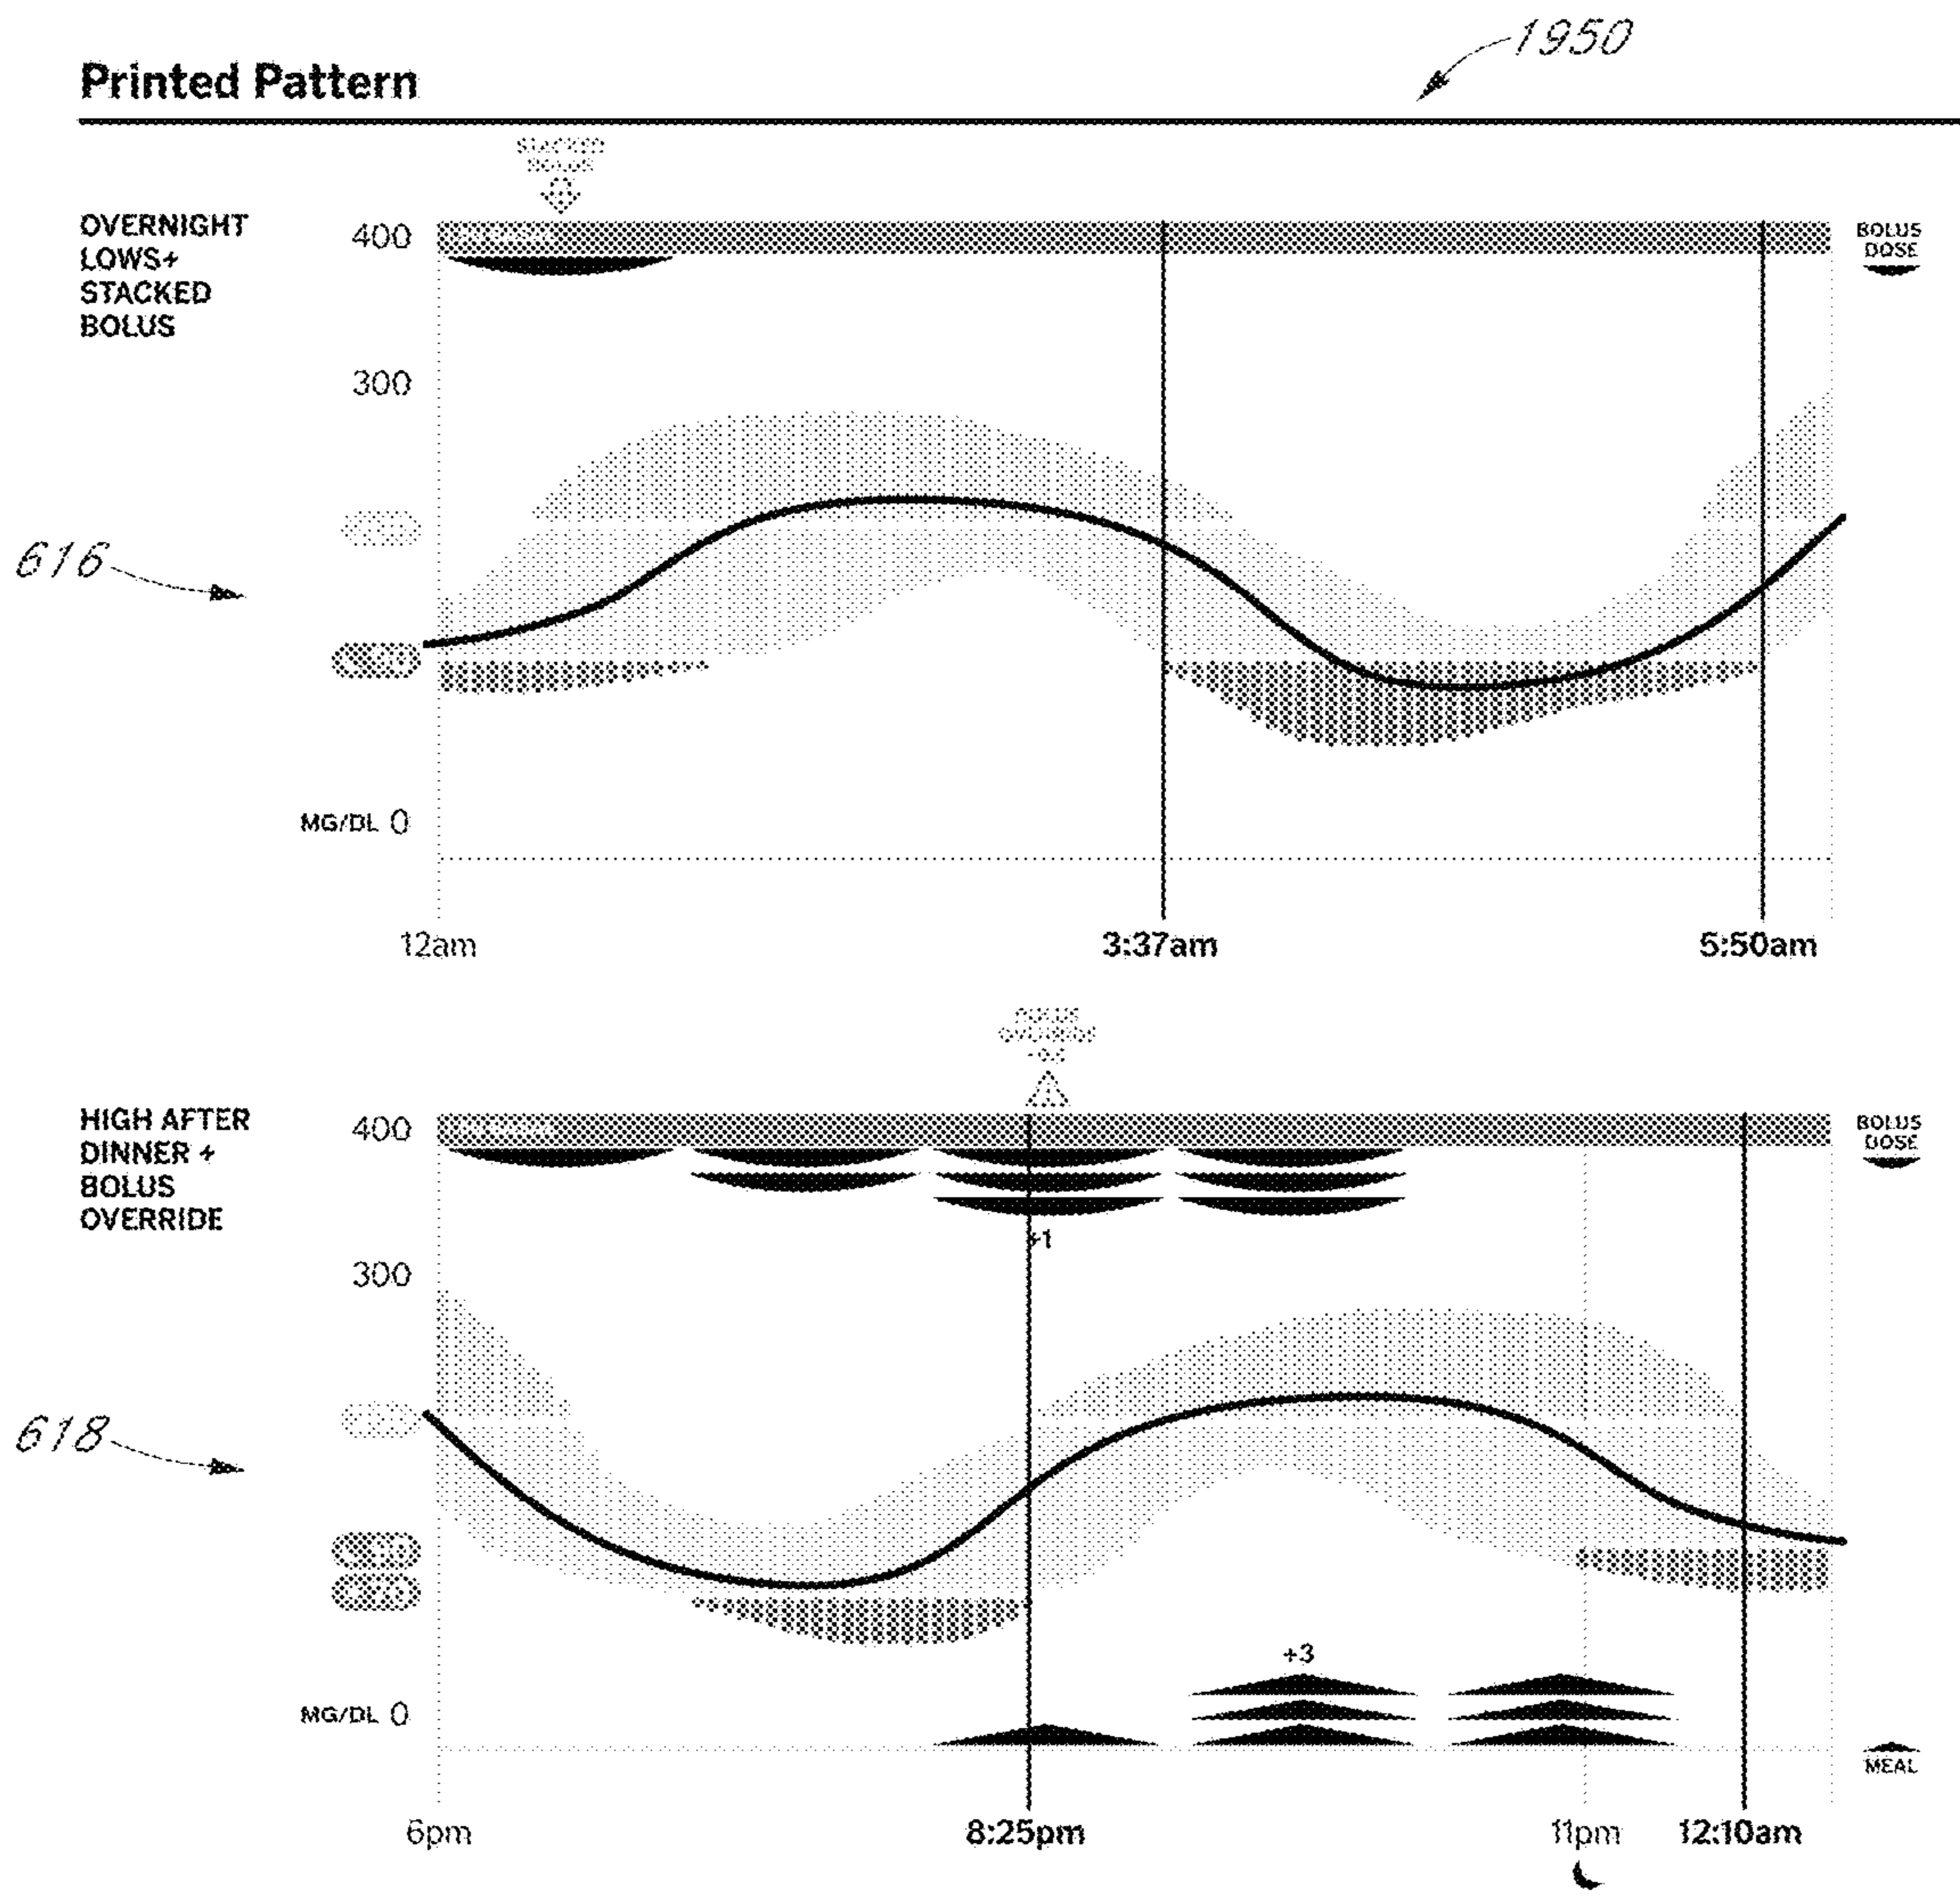 1950
Printed Pattern
STACKED
BOLUS
OVERNIGHT
LOWS+
STACKED
BOLUS
400
BOLUS
DOSE
300
616
MG/DL 0
12am
3:37am
5:50am
HIGH AFTER
DINNER +
BOLUS
OVERRIDE
400
BOLUS
DOSE
+1
300
618
+3
MG/DL 0
MEAL
6pm
8:25pm
11pm
12:10am